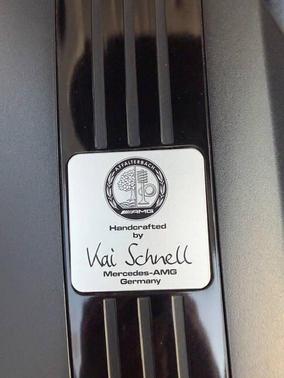 AFFALTERBACH
AMG
Handcrafted
by
Kai Schnell
Mercedes-AMG
Germany